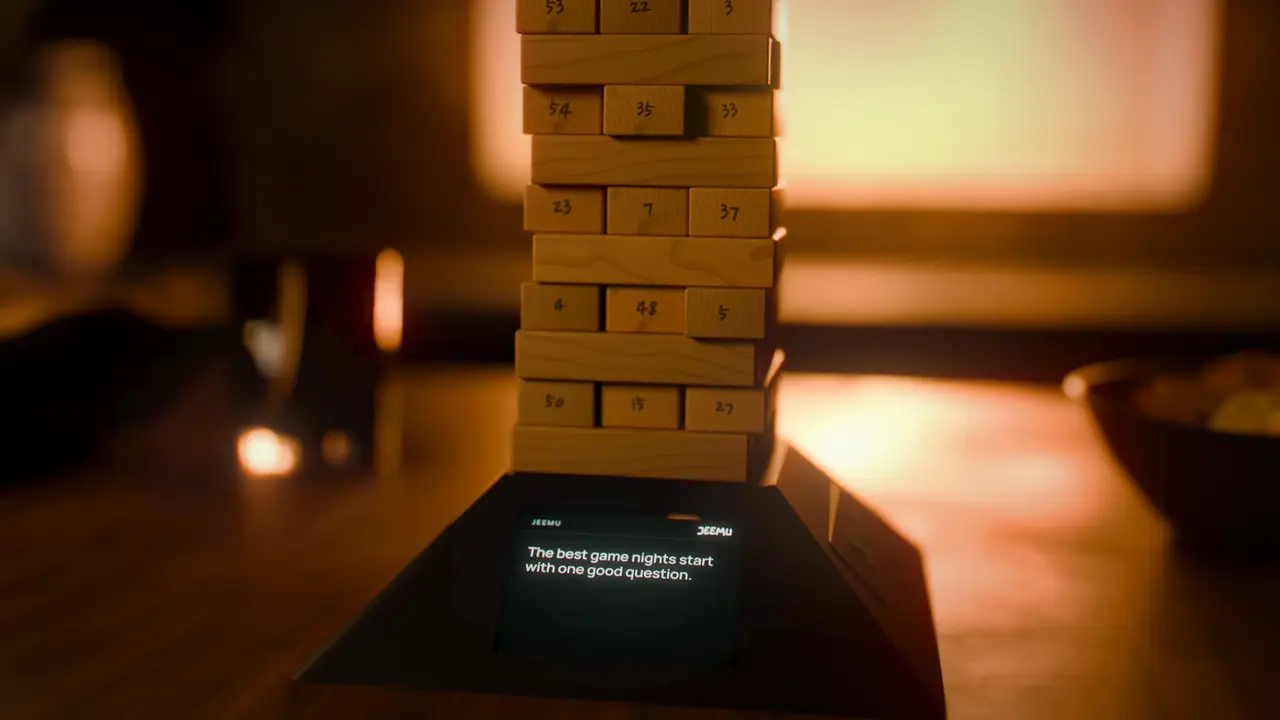 53 22 3
54 35 33
23 7 37
4 48 5
50 15 27
JEEMU JEEMU
The best game nights start
with one good question.